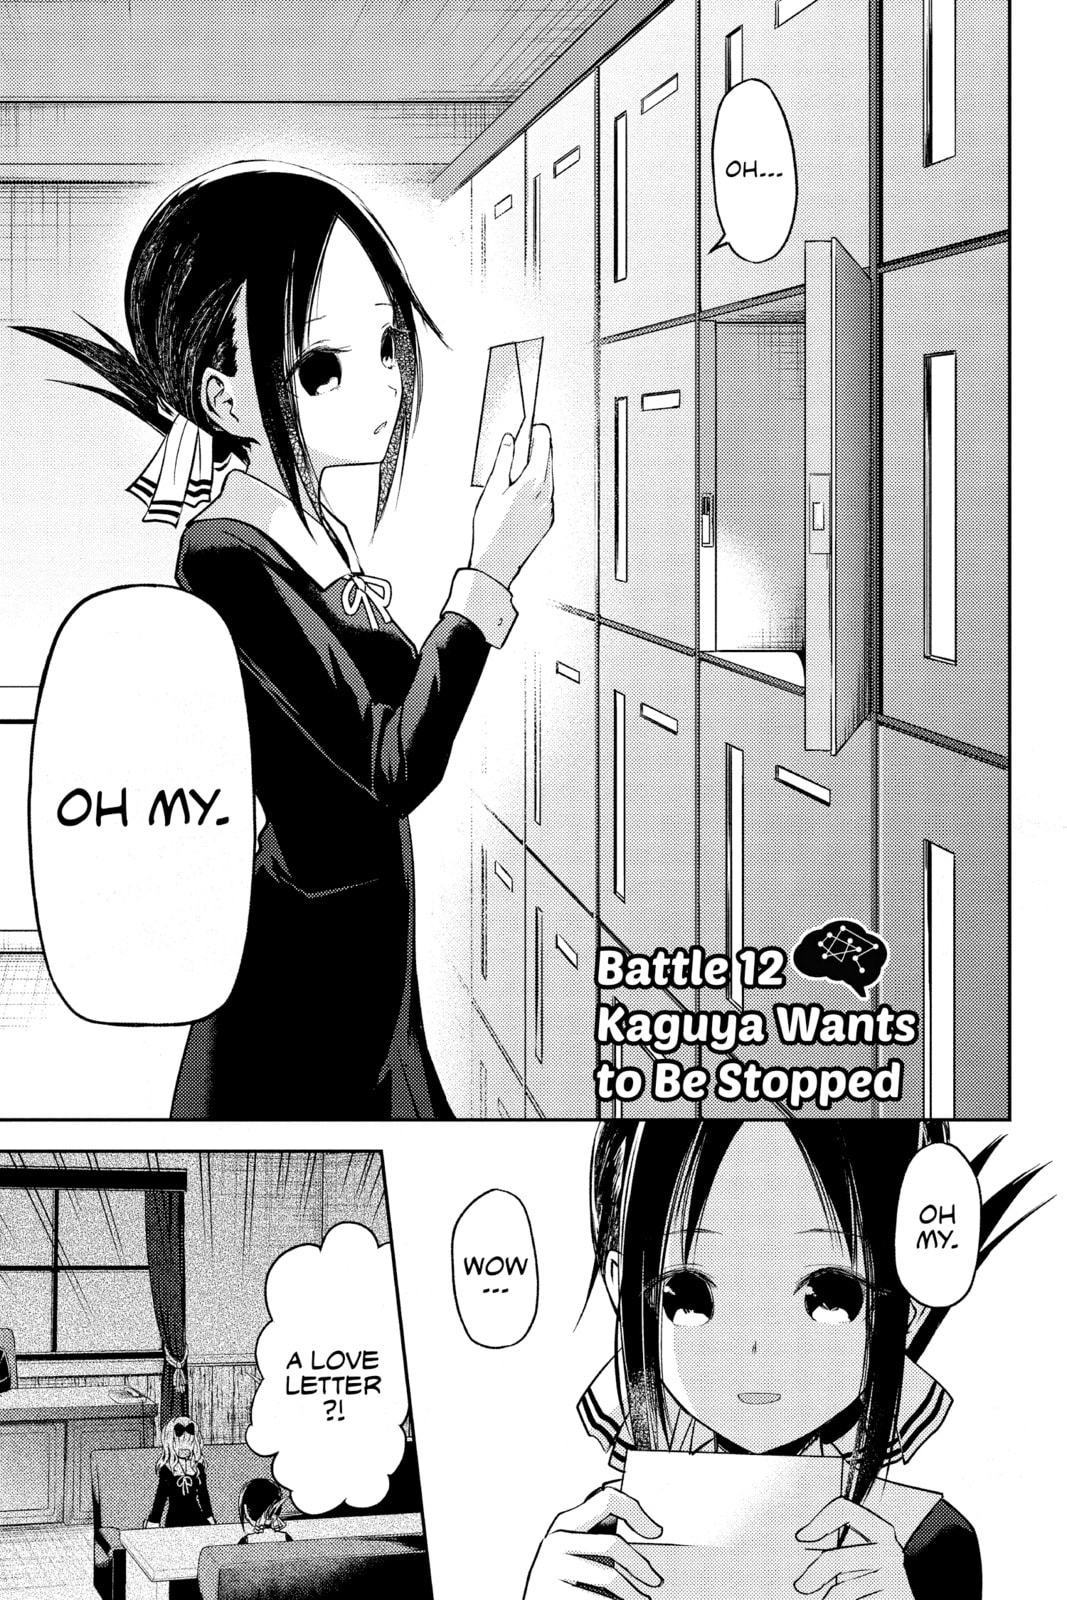 OH...
OH MY.
Battle 12
Kaguya Wants
to Be Stopped
OH
MY.
WOW
...
A LOVE
LETTER
?!